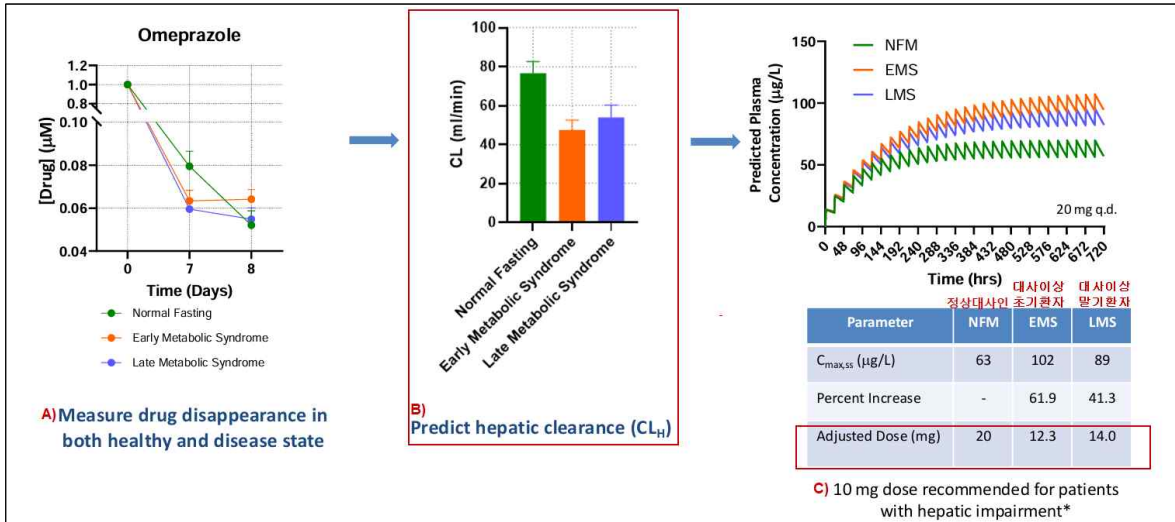 Omeprazole
1.2
1.0
0.8
0.10
0.08
0.06
0.04
[Drug] (µM)
0
7
8
Time (Days)
Normal Fasting
Early Metabolic Syndrome
Late Metabolic Syndrome
A) Measure drug disappearance in
both healthy and disease state
100
80
60
40
20
0
CL (ml/min)
Normal Fasting
Early Metabolic Syndrome
Late Metabolic Syndrome
B)
Predict hepatic clearance (CLH)
NFM
EMS
LMS
150
100
50
0
Predicted Plasma
Concentration (µg/L)
20 mg q.d.
0 48 96 144 192 240 288 336 384 432 480 528 576 624 672 720
Time (hrs)
정상대사인 대사이상 초기환자 대사이상 말기환자
Parameter NFM EMS LMS
Cmax,ss (µg/L) 63 102 89
Percent Increase - 61.9 41.3
Adjusted Dose (mg) 20 12.3 14.0
C) 10 mg dose recommended for patients
with hepatic impairment*